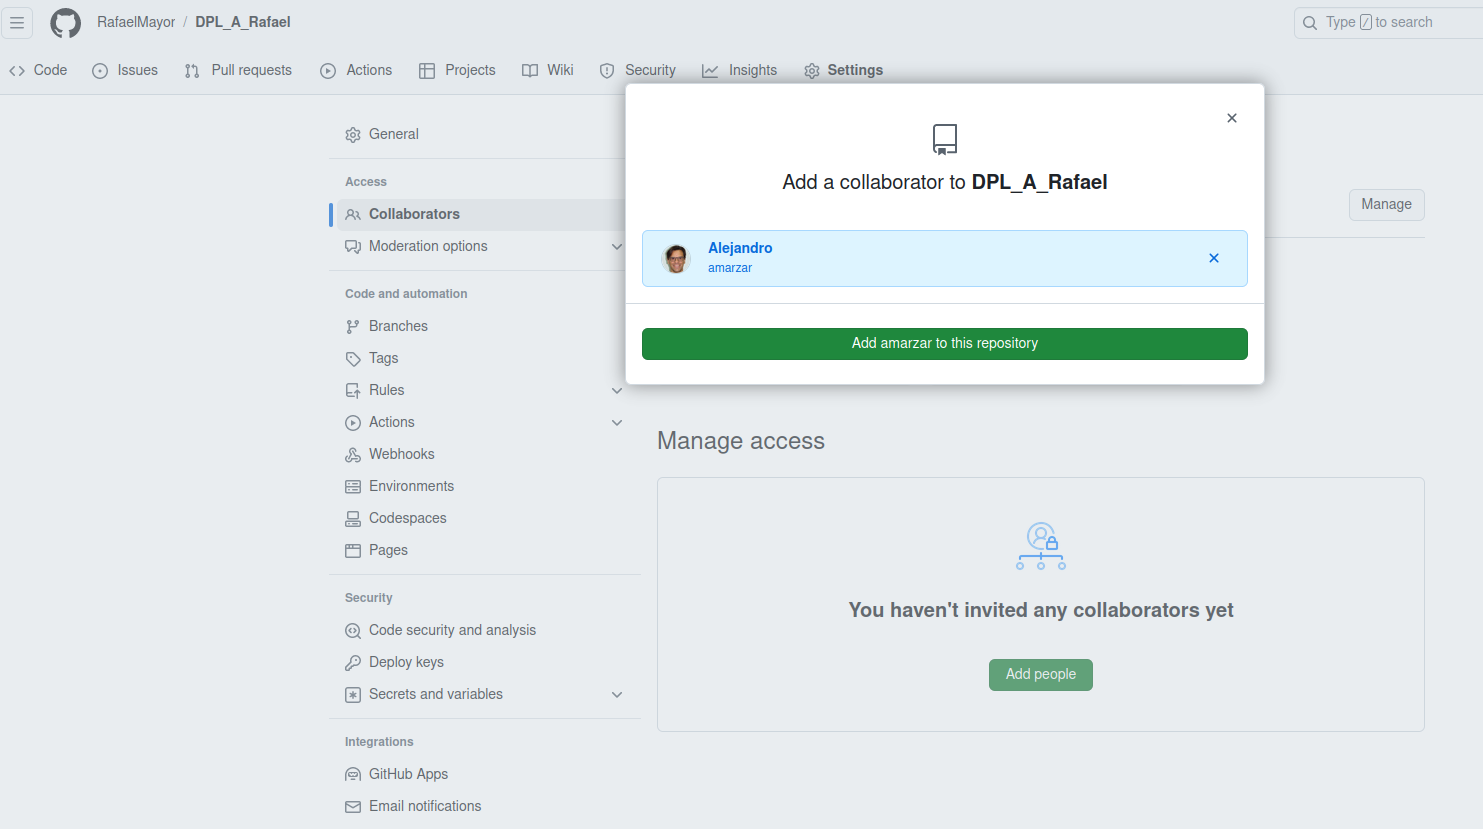 RafaelMayor / DPL_A_Rafael
Type / to search
Code Issues Pull requests Actions Projects Wiki Security Insights Settings
General
Access
Collaborators
Moderation options
Code and automation
Branches
Tags
Rules
Actions
Webhooks
Environments
Codespaces
Pages
Security
Code security and analysis
Deploy keys
Secrets and variables
Integrations
GitHub Apps
Email notifications
Add a collaborator to DPL_A_Rafael
Alejandro
amarzar
Add amarzar to this repository
Manage
Manage access
You haven't invited any collaborators yet
Add people